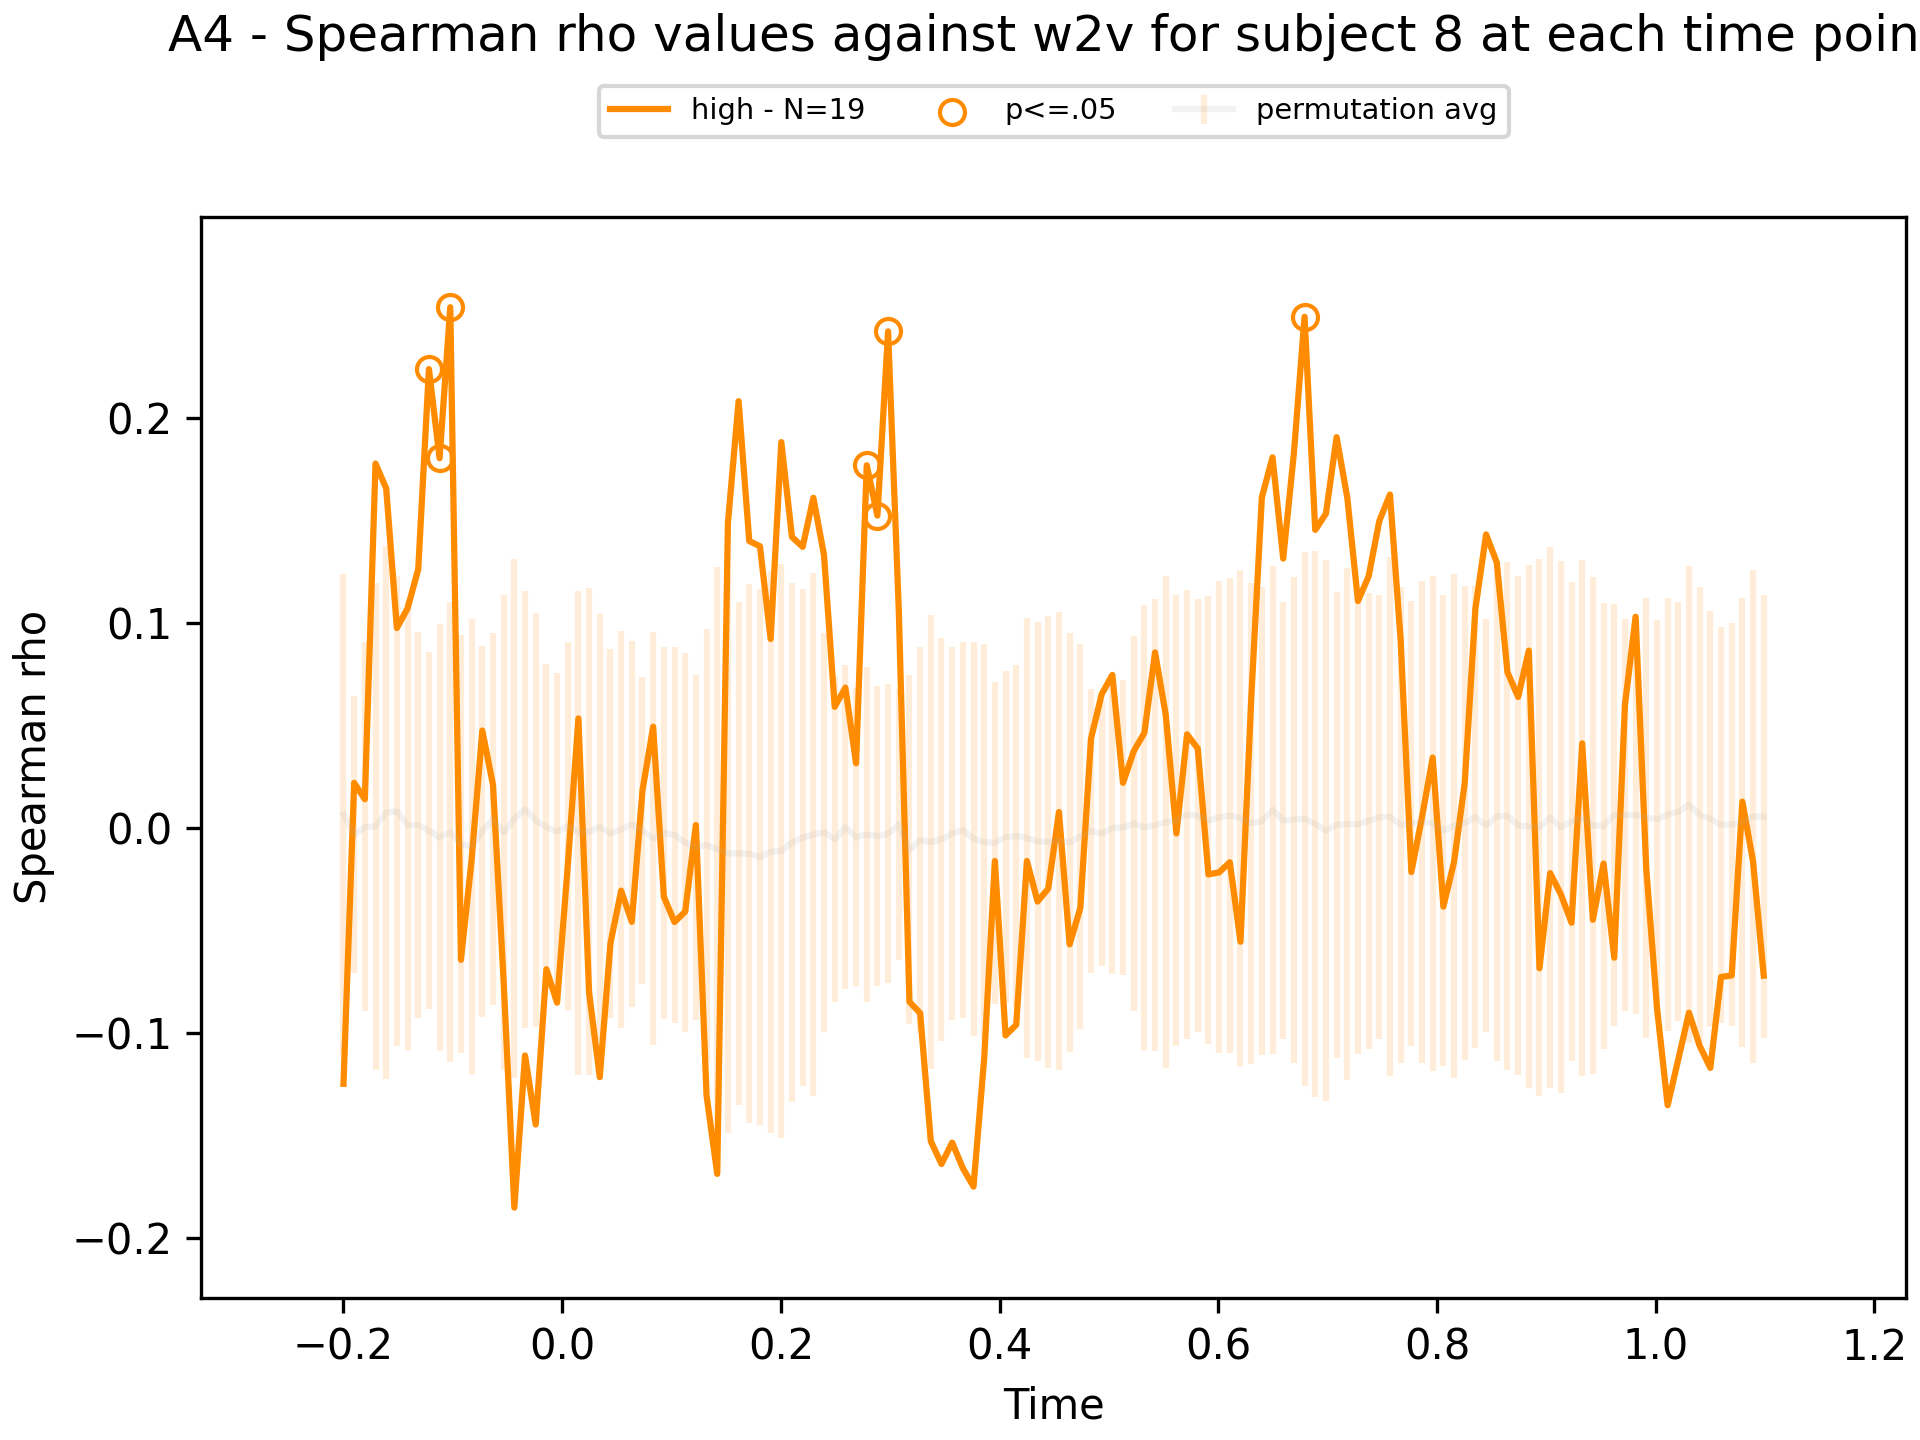 A4 - Spearman rho values against w2v for subject 8 at each time poin
high - N=19 p<=.05 permutation avg
Spearman rho
0.2
0.1
0.0
−0.1
−0.2
−0.2 0.0 0.2 0.4 0.6 0.8 1.0 1.2
Time